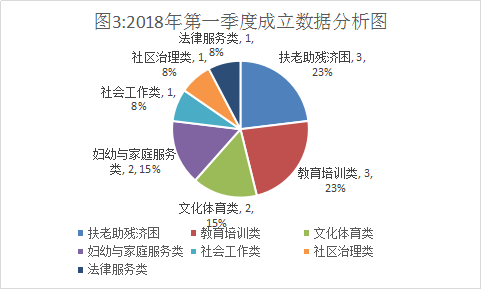 图3:2018年第一季度成立数据分析图
法律服务类, 1,
8%
扶老助残济困, 3,
23%
社区治理类, 1,
8%
社会工作类, 1,
8%
妇幼与家庭服务
类, 2, 15%
教育培训类, 3,
23%
文化体育类, 2,
15%
扶老助残济困
教育培训类
文化体育类
妇幼与家庭服务类
社会工作类
社区治理类
法律服务类